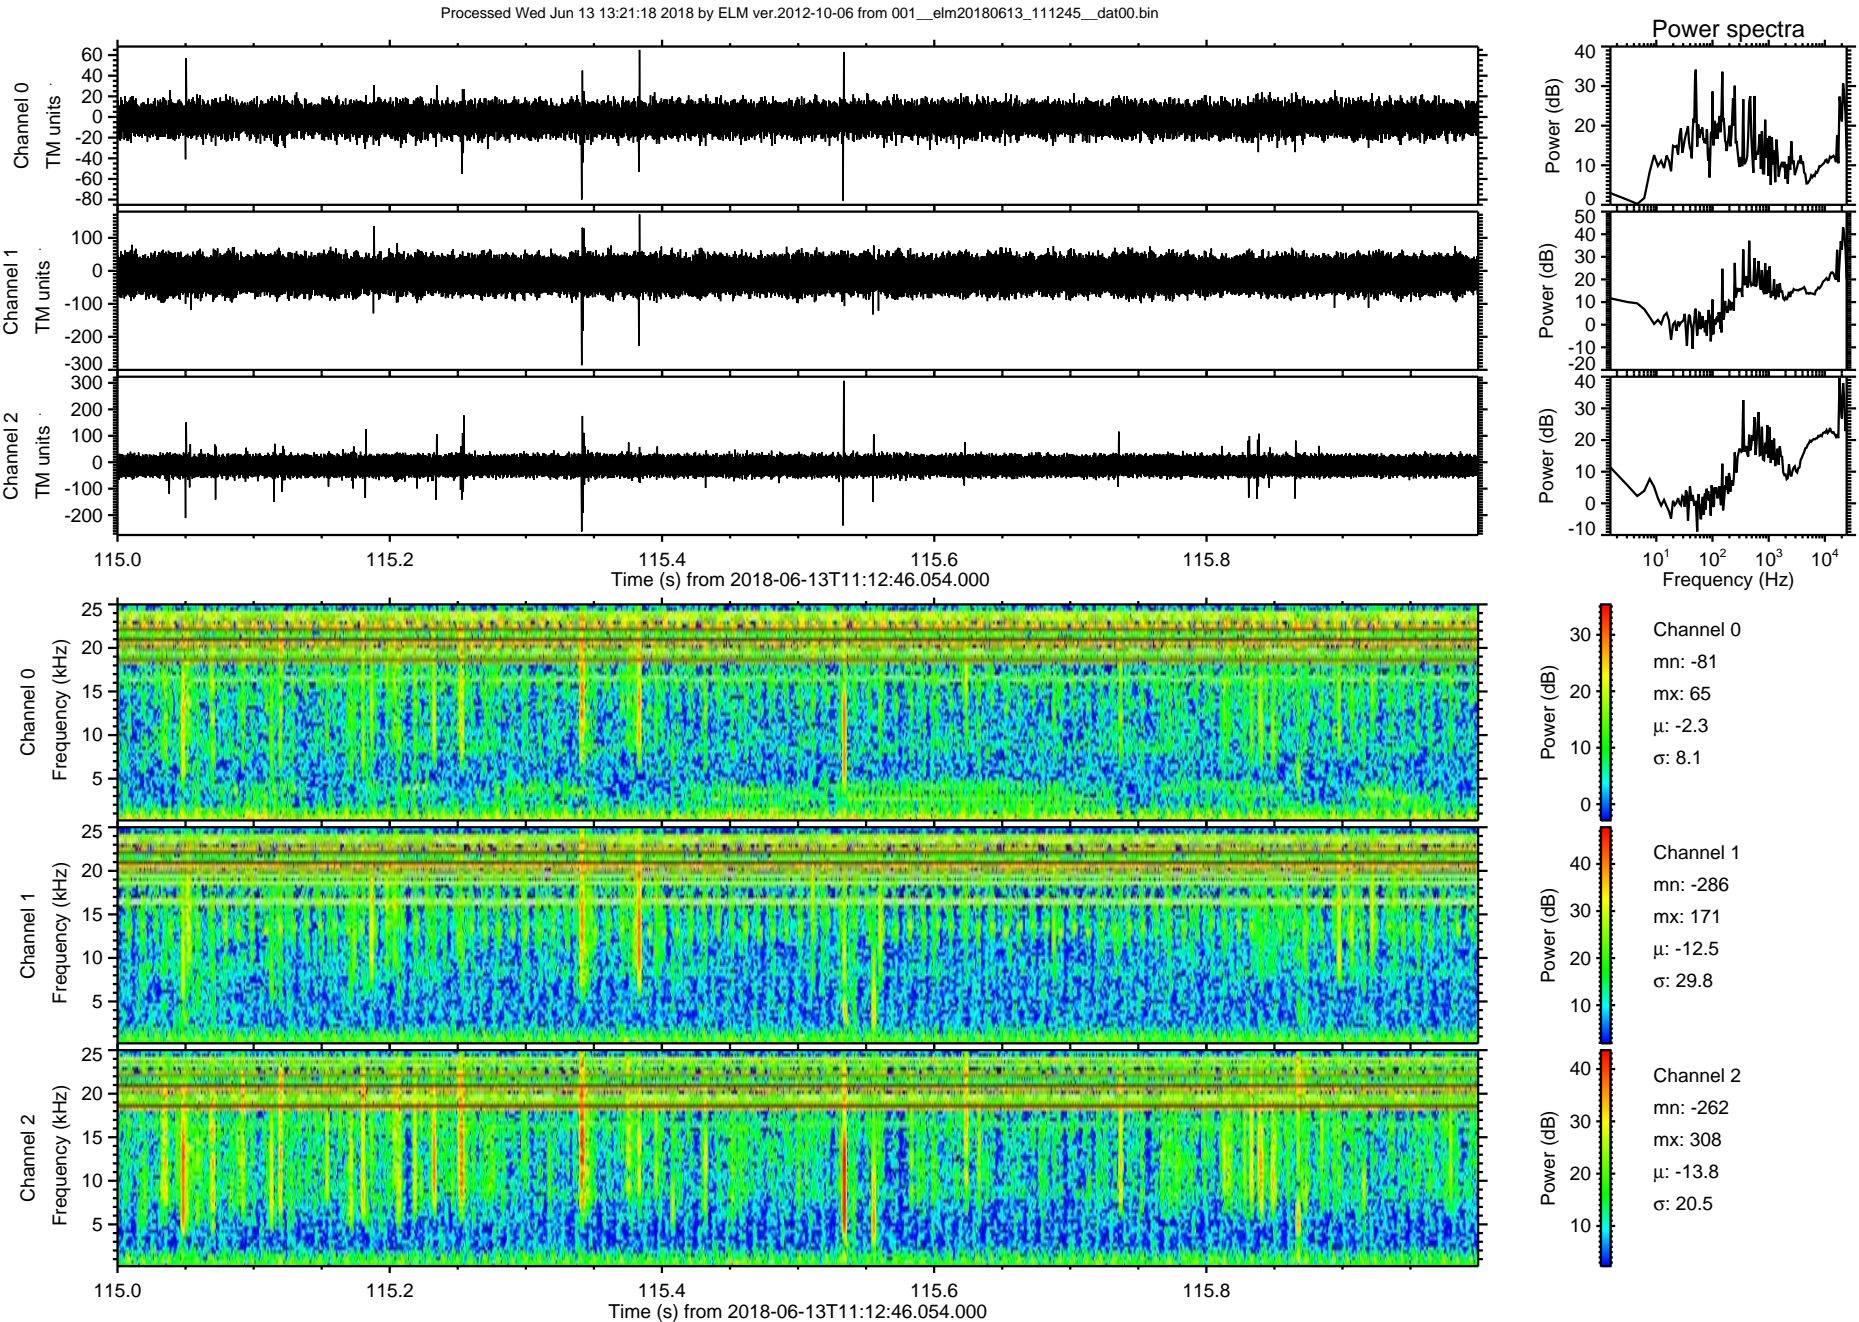 Processed Wed Jun 13 13:21:18 2018 by ELM ver.2012-10-06 from 001__elm20180613_111245__dat00.bin
Power spectra
Channel 0
TM units
60
40
20
0
-20
-40
-60
-80
Power (dB)
40
30
20
10
0
Channel 1
TM units
100
0
-100
-200
-300
Power (dB)
50
40
30
20
10
0
-10
-20
Channel 2
TM units
300
200
100
0
-100
-200
Power (dB)
40
30
20
10
0
-10
115.0 115.2 115.4 115.6 115.8
Time (s) from 2018-06-13T11:12:46.054.000
10^1 10^2 10^3 10^4
Frequency (Hz)
Channel 0
Frequency (kHz)
25
20
15
10
5
Power (dB)
30
20
10
0
Channel 0
mn: -81
mx: 65
μ: -2.3
σ: 8.1
Channel 1
Frequency (kHz)
25
20
15
10
5
Power (dB)
40
30
20
10
Channel 1
mn: -286
mx: 171
μ: -12.5
σ: 29.8
Channel 2
Frequency (kHz)
25
20
15
10
5
Power (dB)
40
30
20
10
Channel 2
mn: -262
mx: 308
μ: -13.8
σ: 20.5
115.0 115.2 115.4 115.6 115.8
Time (s) from 2018-06-13T11:12:46.054.000